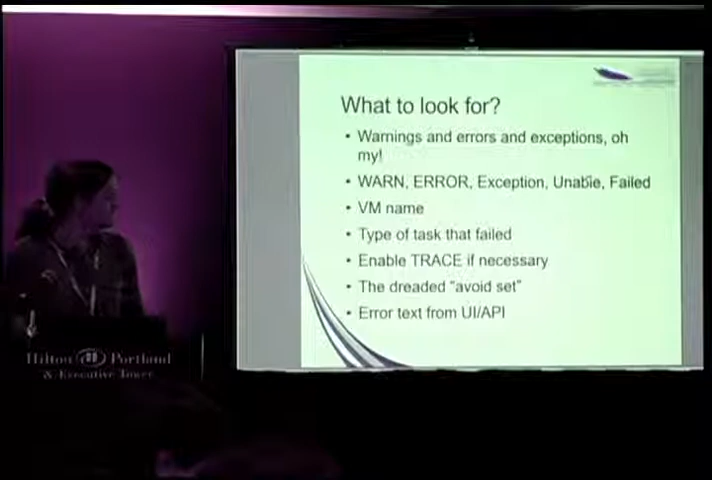 What to look for?
• Warnings and errors and exceptions, oh
my!
• WARN, ERROR, Exception, Unable, Failed
• VM name
• Type of task that failed
• Enable TRACE if necessary
• The dreaded "avoid set"
• Error text from UI/API
Hilton Portland
& Executive Tower